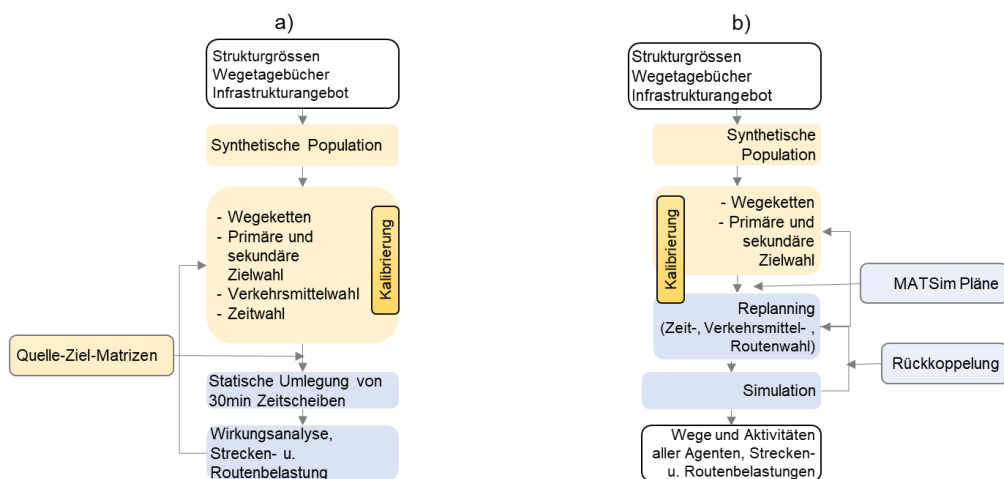 a)
Strukturgrössen
Wegetagebücher
Infrastrukturangebot
Synthetische Population
- Wegeketten
- Primäre und
sekundäre
Zielwahl
- Verkehrsmittelwahl
- Zeitwahl
Kalibrierung
Quelle-Ziel-Matrizen
Statische Umlegung von
30min Zeitscheiben
Wirkungsanalyse,
Strecken- u.
Routenbelastung
b)
Strukturgrössen
Wegetagebücher
Infrastrukturangebot
Synthetische
Population
Kalibrierung
- Wegeketten
- Primäre und
sekundäre
Zielwahl
MATSim Pläne
Replanning
(Zeit-, Verkehrsmittel- ,
Routenwahl)
Rückkoppelung
Simulation
Wege und Aktivitäten
aller Agenten, Strecken-
u. Routenbelastungen